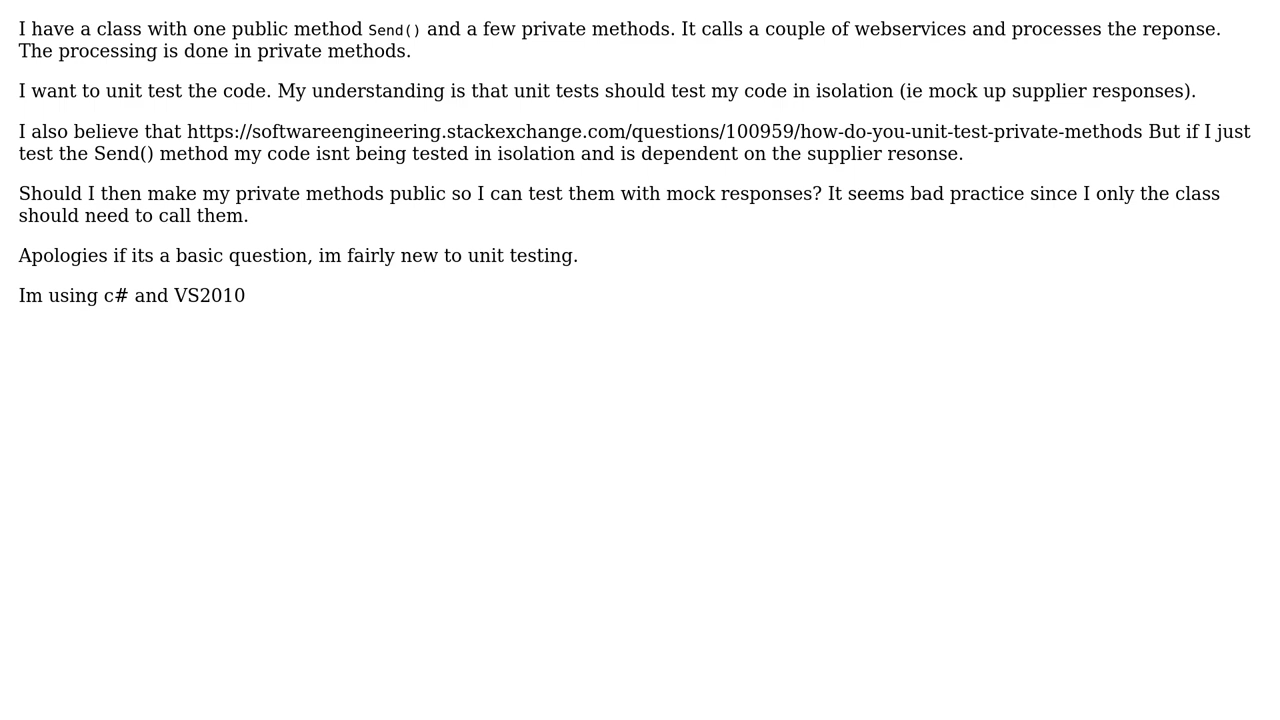 I have a class with one public method Send() and a few private methods. It calls a couple of webservices and processes the reponse.
The processing is done in private methods.
I want to unit test the code. My understanding is that unit tests should test my code in isolation (ie mock up supplier responses).
I also believe that https://softwareengineering.stackexchange.com/questions/100959/how-do-you-unit-test-private-methods But if I just
test the Send() method my code isnt being tested in isolation and is dependent on the supplier resonse.
Should I then make my private methods public so I can test them with mock responses? It seems bad practice since I only the class
should need to call them.
Apologies if its a basic question, im fairly new to unit testing.
Im using c# and VS2010